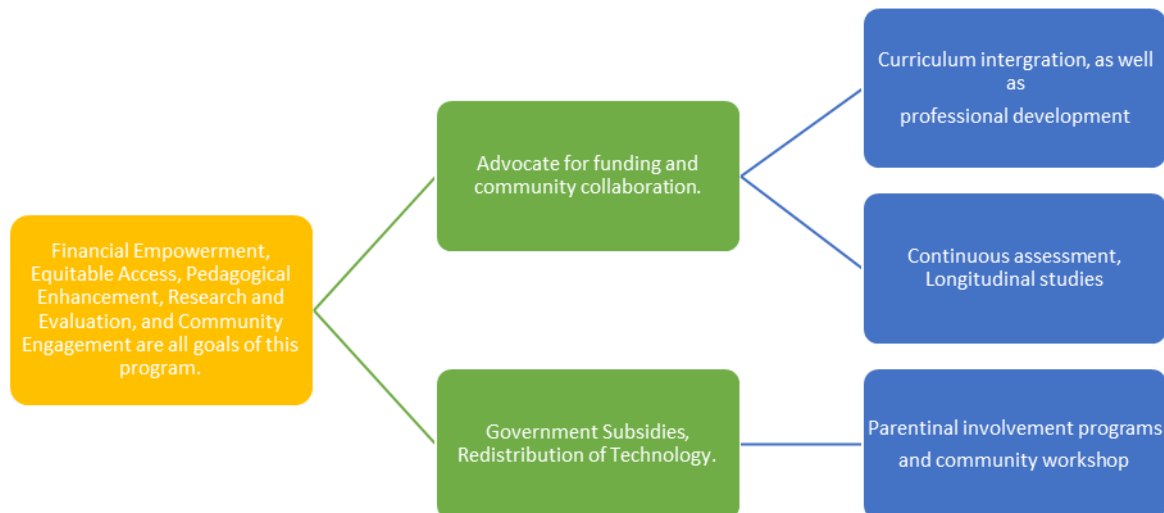 Financial Empowerment,
Equitable Access, Pedagogical
Enhancement, Research and
Evaluation, and Community
Engagement are all goals of this
program.
Advocate for funding and
community collaboration.
Government Subsidies,
Redistribution of Technology.
Curriculum intergration, as well
as
professional development
Continuous assessment,
Longitudinal studies
Parentinal involvement programs
and community workshop